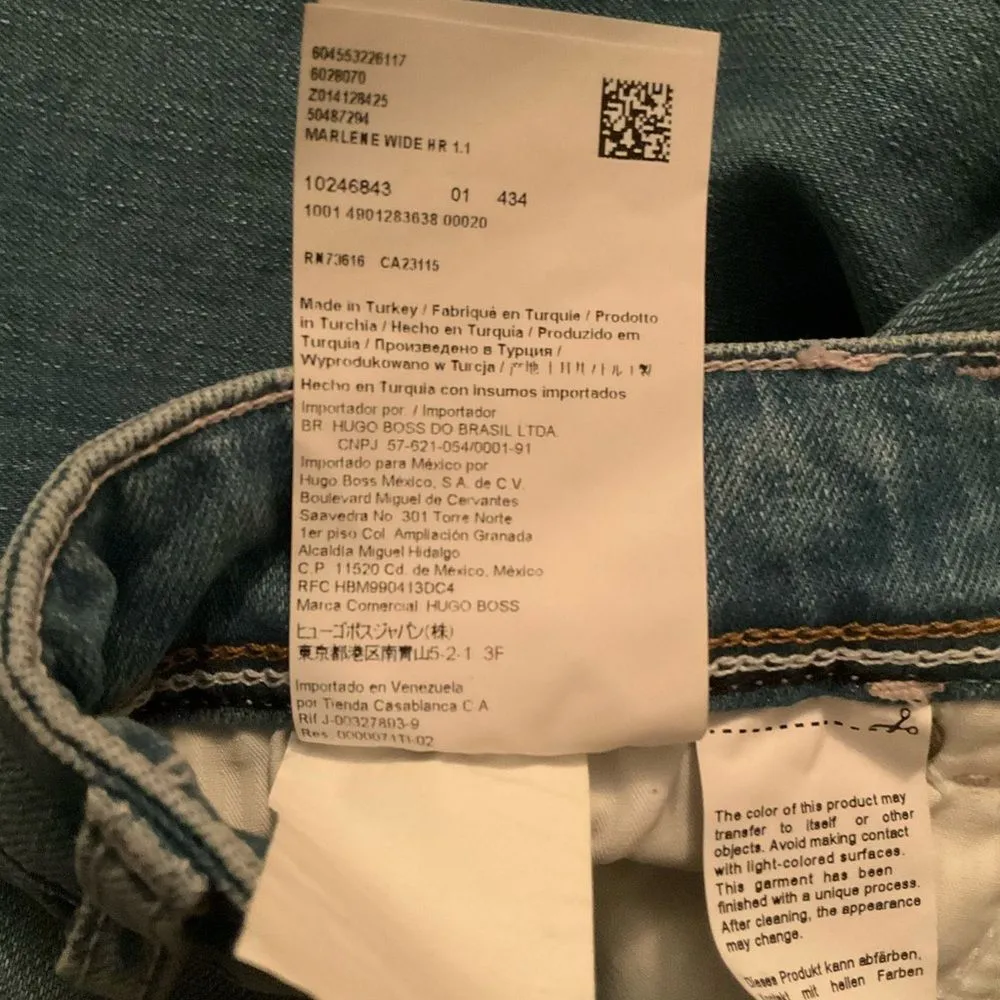 604553226117
6028070
Z014128425
50487294
MARLENE WIDE HR 1.1
10246843 01 434
1001 4901283638 00020
RN73616 CA23115
Made in Turkey / Fabriqué en Turquie / Prodotto
in Turchia / Hecho en Turquia / Produzido em
Turquia / Произведено в Турция /
Wyprodukowano w Turcja /
Hecho en Turquia con insumos importados
Importador por / Importador
BR HUGO BOSS DO BRASIL LTDA.
CNPJ 57-621-054/0001-91
Importado para México por
Hugo Boss México, S.A. de C.V.
Boulevard Miguel de Cervantes
Saavedra No. 301 Torre Norte
1er piso Col. Ampliación Granada
Alcaldía Miguel Hidalgo
C.P. 11520 Cd. de México, México
RFC HBM990413DC4
Marca Comercial HUGO BOSS
ヒューゴボスジャパン(株)
東京都港区南青山5-2-1 3F
Importado en Venezuela
por Tienda Casablanca C.A.
Rif J-00327893-9
Res. 0000071TI-02
The color of this product may
transfer to itself or other
objects. Avoid making contact
with light-colored surfaces.
This garment has been
finished with a unique process.
After cleaning, the appearance
may change.
Dieses Produkt kann abfärben,
mit hellen Farben